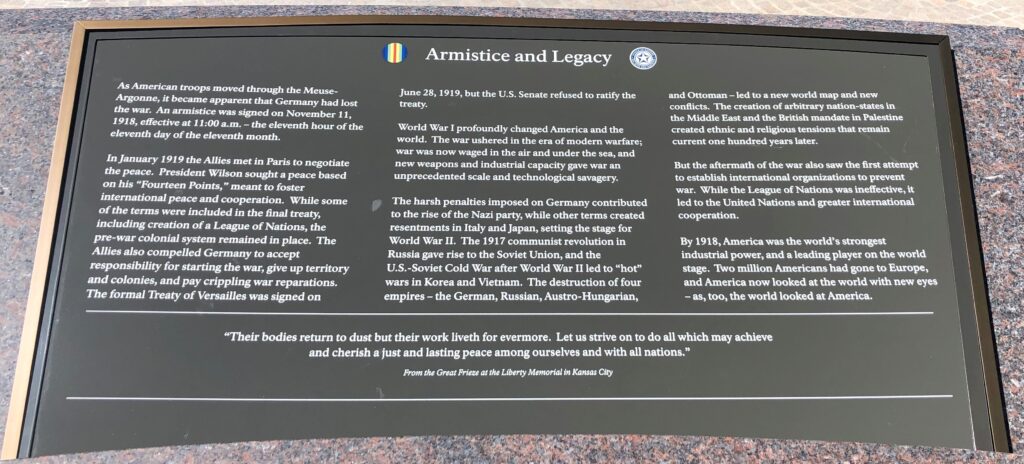 Armistice and Legacy
As American troops moved through the Meuse-
Argonne, it became apparent that Germany had lost
the war. An armistice was signed on November 11,
1918, effective at 11:00 a.m. – the eleventh hour of the
eleventh day of the eleventh month.
In January 1919 the Allies met in Paris to negotiate
the peace. President Wilson sought a peace based
on his “Fourteen Points,” meant to foster
international peace and cooperation. While some
of the terms were included in the final treaty,
including creation of a League of Nations, the
pre-war colonial system remained in place. The
Allies also compelled Germany to accept
responsibility for starting the war, give up territory
and colonies, and pay crippling war reparations.
The formal Treaty of Versailles was signed on
June 28, 1919, but the U.S. Senate refused to ratify the
treaty.
World War I profoundly changed America and the
world. The war ushered in the era of modern warfare;
war was now waged in the air and under the sea, and
new weapons and industrial capacity gave war an
unprecedented scale and technological savagery.
The harsh penalties imposed on Germany contributed
to the rise of the Nazi party, while other terms created
resentments in Italy and Japan, setting the stage for
World War II. The 1917 communist revolution in
Russia gave rise to the Soviet Union, and the
U.S.-Soviet Cold War after World War II led to “hot”
wars in Korea and Vietnam. The destruction of four
empires – the German, Russian, Austro-Hungarian,
and Ottoman – led to a new world map and new
conflicts. The creation of arbitrary nation-states in
the Middle East and the British mandate in Palestine
created ethnic and religious tensions that remain
current one hundred years later.
But the aftermath of the war also saw the first attempt
to establish international organizations to prevent
war. While the League of Nations was ineffective, it
led to the United Nations and greater international
cooperation.
By 1918, America was the world’s strongest
industrial power, and a leading player on the world
stage. Two million Americans had gone to Europe,
and America now looked at the world with new eyes
– as, too, the world looked at America.
“Their bodies return to dust but their work liveth for evermore. Let us strive on to do all which may achieve
and cherish a just and lasting peace among ourselves and with all nations.”
From the Great Frieze at the Liberty Memorial in Kansas City